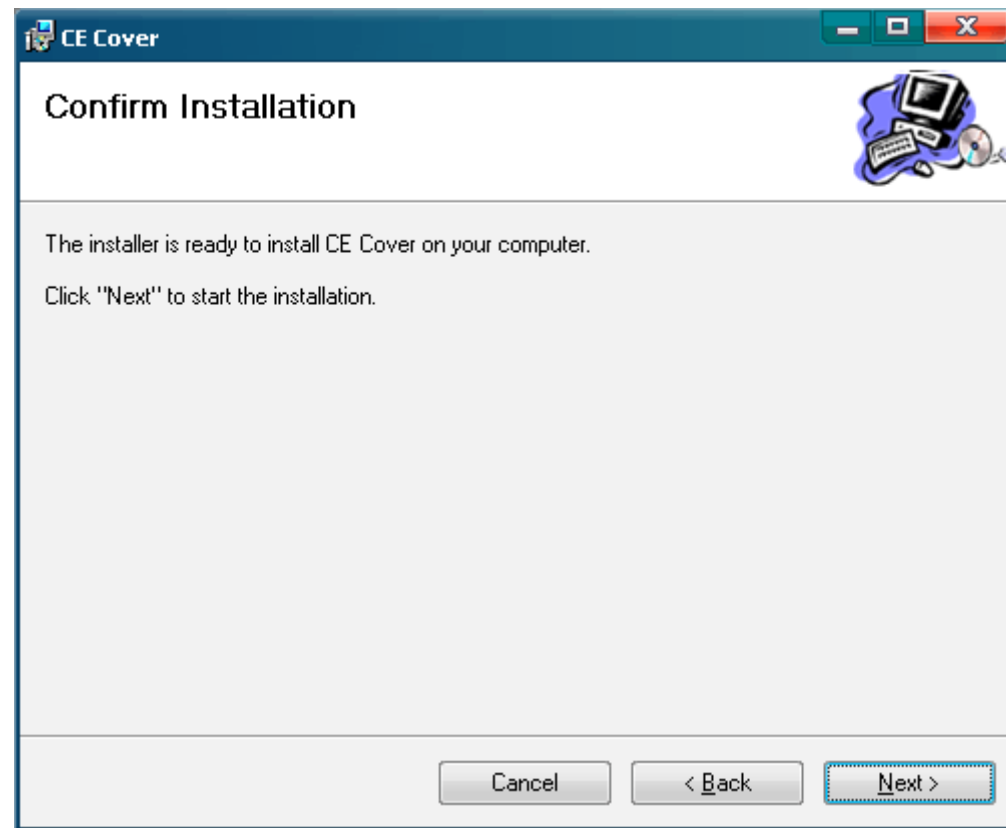 CE Cover
Confirm Installation
The installer is ready to install CE Cover on your computer.
Click "Next" to start the installation.
Cancel
< Back
Next >